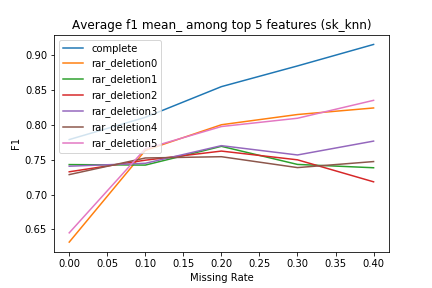 Average f1 mean_ among top 5 features (sk_knn)
complete
rar_deletion0
rar_deletion1
rar_deletion2
rar_deletion3
rar_deletion4
rar_deletion5
F1
0.90
0.85
0.80
0.75
0.70
0.65
0.00 0.05 0.10 0.15 0.20 0.25 0.30 0.35 0.40
Missing Rate